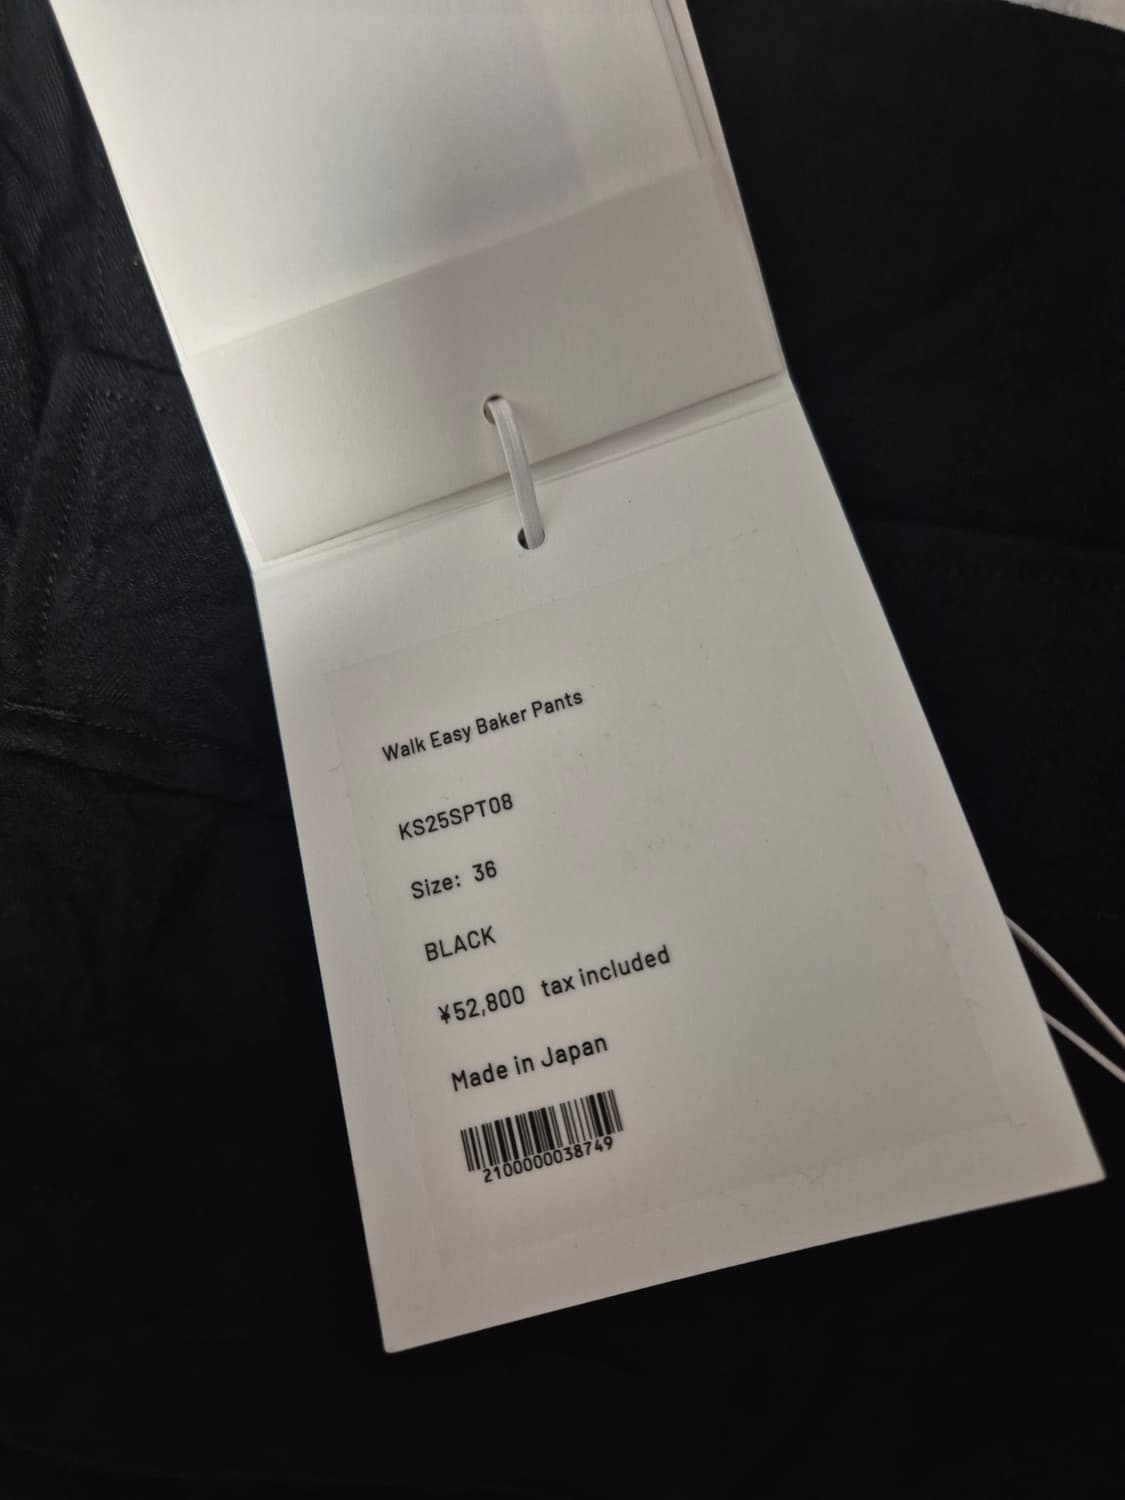 Walk Easy Baker Pants
KS25SPT08
Size: 36
BLACK
¥52,800 tax included
Made in Japan
2100000038749